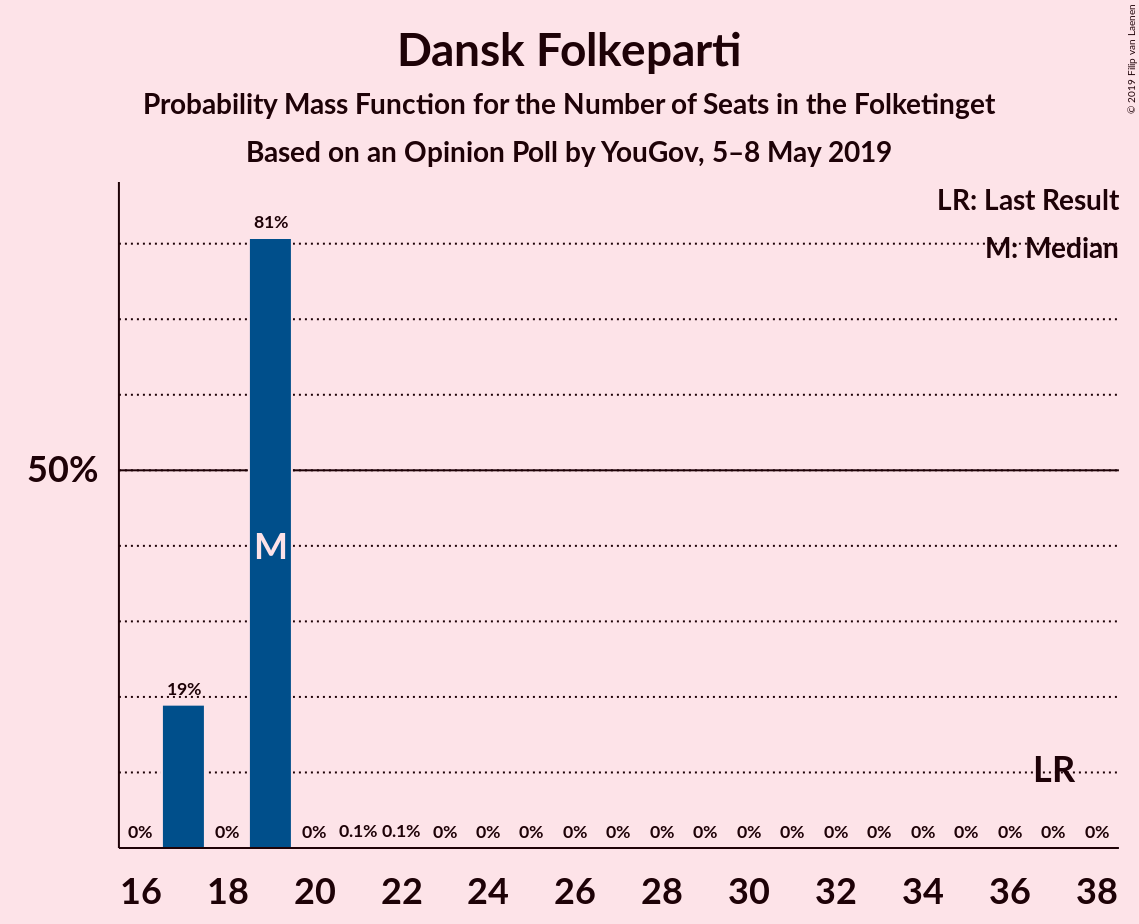 Dansk Folkeparti
Probability Mass Function for the Number of Seats in the Folketinget
Based on an Opinion Poll by YouGov, 5–8 May 2019
© 2019 Filip van Laenen
LR: Last Result
M: Median
81%
50%
M
19%
LR
0% 0% 0% 0.1% 0.1% 0% 0% 0% 0% 0% 0% 0% 0% 0% 0% 0% 0% 0% 0% 0% 0%
16 18 20 22 24 26 28 30 32 34 36 38